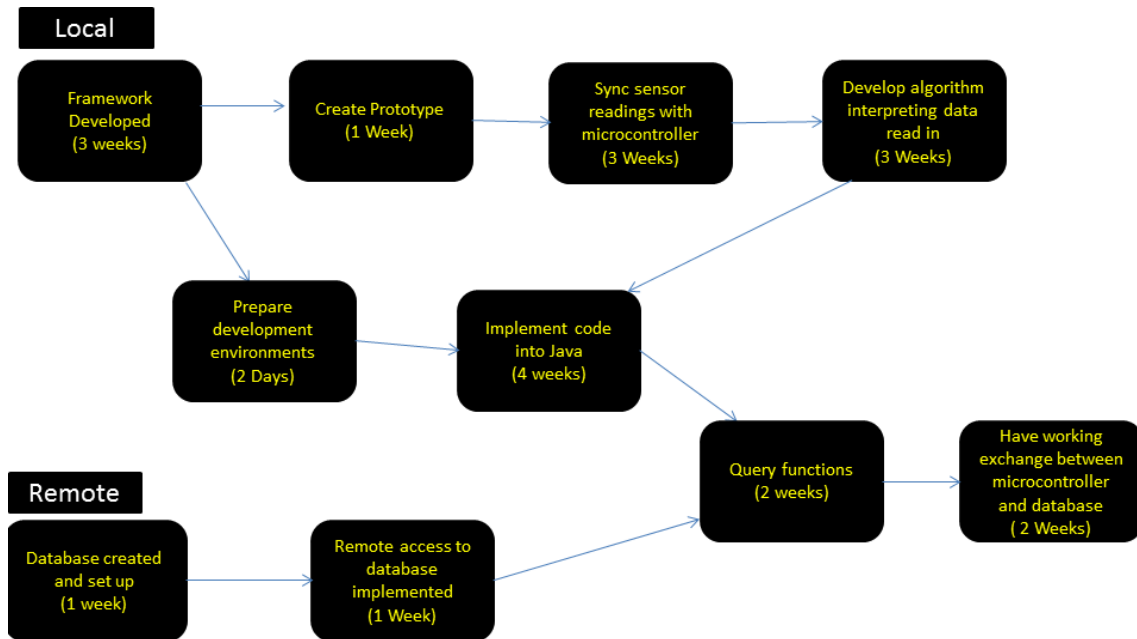 Local
Framework
Developed
(3 weeks)
Create Prototype
(1 Week)
Sync sensor
readings with
microcontroller
(3 Weeks)
Develop algorithm
interpreting data
read in
(3 Weeks)
Prepare
development
environments
(2 Days)
Implement code
into Java
(4 weeks)
Query functions
(2 weeks)
Have working
exchange between
microcontroller
and database
(2 Weeks)
Remote
Database created
and set up
(1 week)
Remote access to
database
implemented
(1 Week)